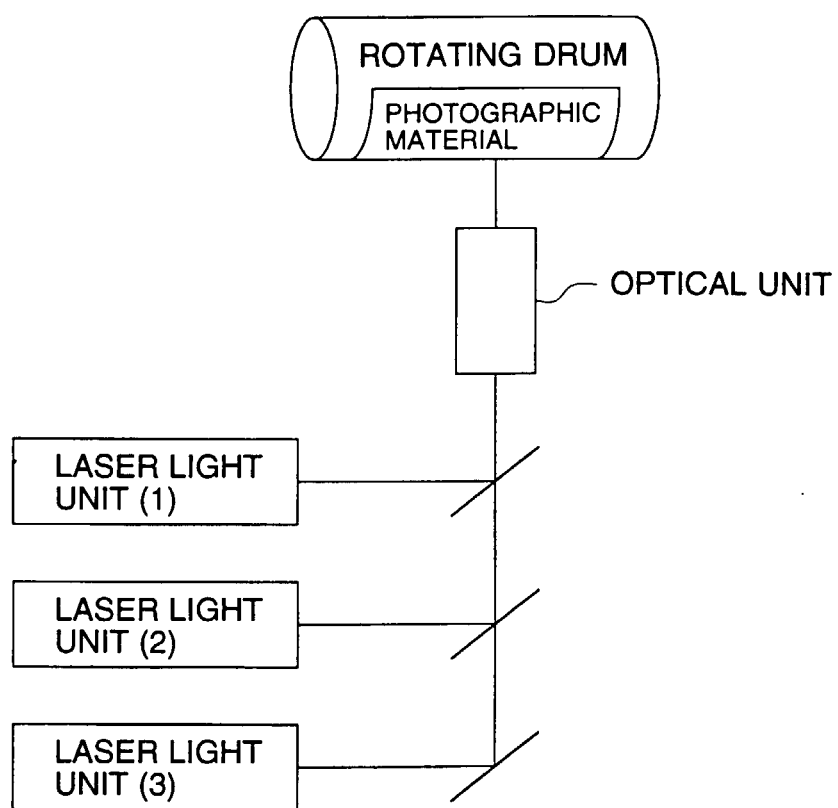 ROTATING DRUM
PHOTOGRAPHIC
MATERIAL
OPTICAL UNIT
LASER LIGHT
UNIT (1)
LASER LIGHT
UNIT (2)
LASER LIGHT
UNIT (3)